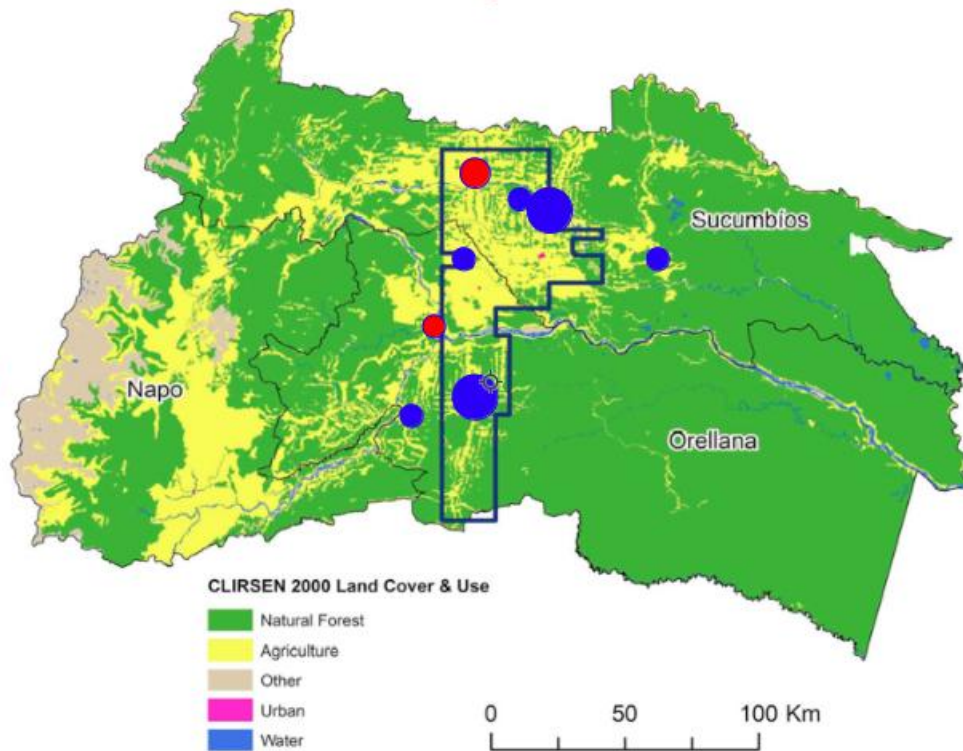 Sucumbíos
Napo
Orellana
CLIRSEN 2000 Land Cover & Use
Natural Forest
Agriculture
Other
Urban
Water
0 50 100 Km